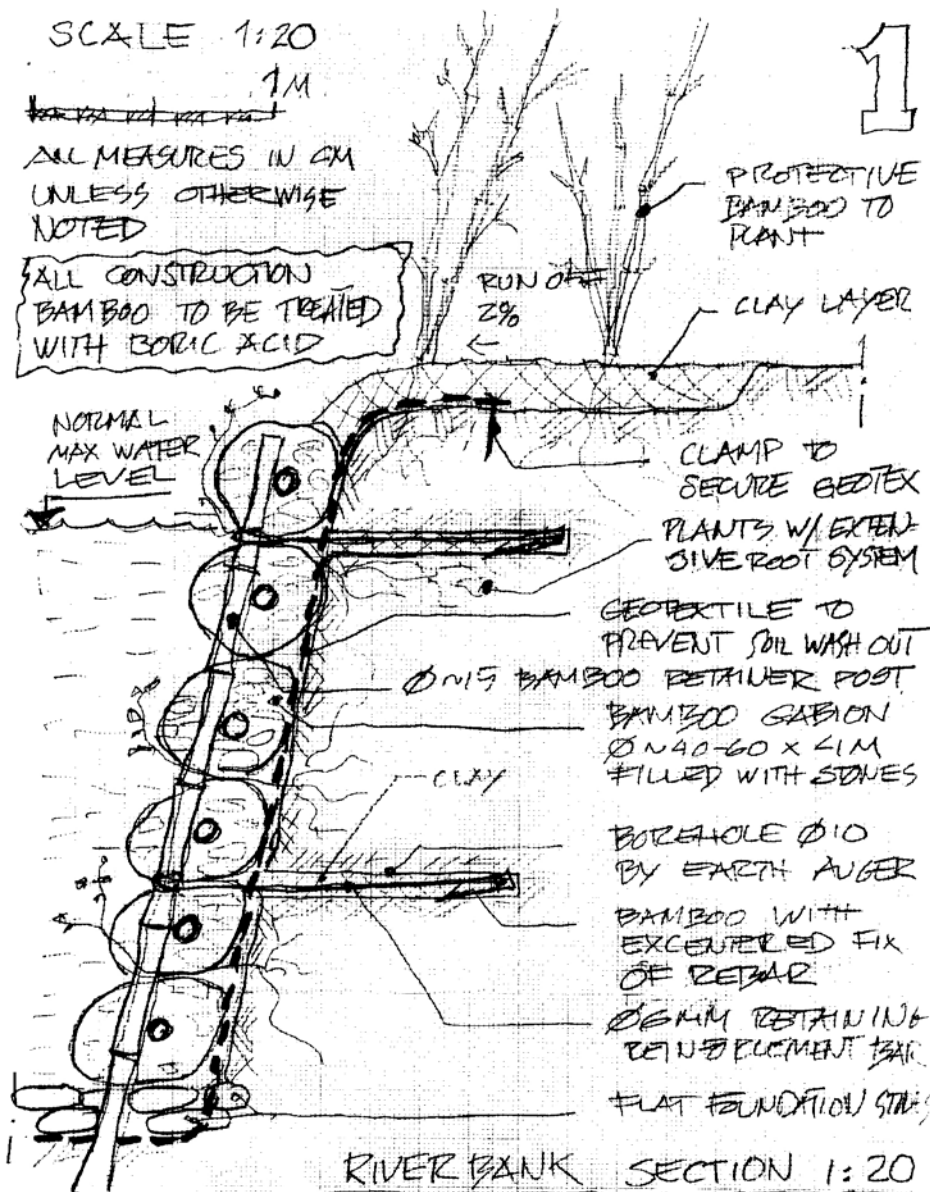 SCALE 1:20
1M
1
ALL MEASURES IN CM
UNLESS OTHERWISE
NOTED
ALL CONSTRUCTION
BAMBOO TO BE TREATED
WITH BORIC ACID
PROTECTIVE
BAMBOO TO
PLANT
RUN OFF
2%
CLAY LAYER
NORMAL
MAX WATER
LEVEL
CLAMP TO
SECURE GEOTEX
PLANTS W/ EXTEN-
SIVE ROOT SYSTEM
GEOTEXTILE TO
PREVENT SOIL WASH OUT
Ø~15 BAMBOO RETAINER POST
BAMBOO GABION
Ø~40-60 X <1M
FILLED WITH STONES
CLAY
BOREHOLE Ø10
BY EARTH AUGER
BAMBOO WITH
EXCENTERED FIX
OF REBAR
Ø6MM RETAINING
REINFORCEMENT BAR
FLAT FOUNDATION STONES
RIVER BANK SECTION 1:20